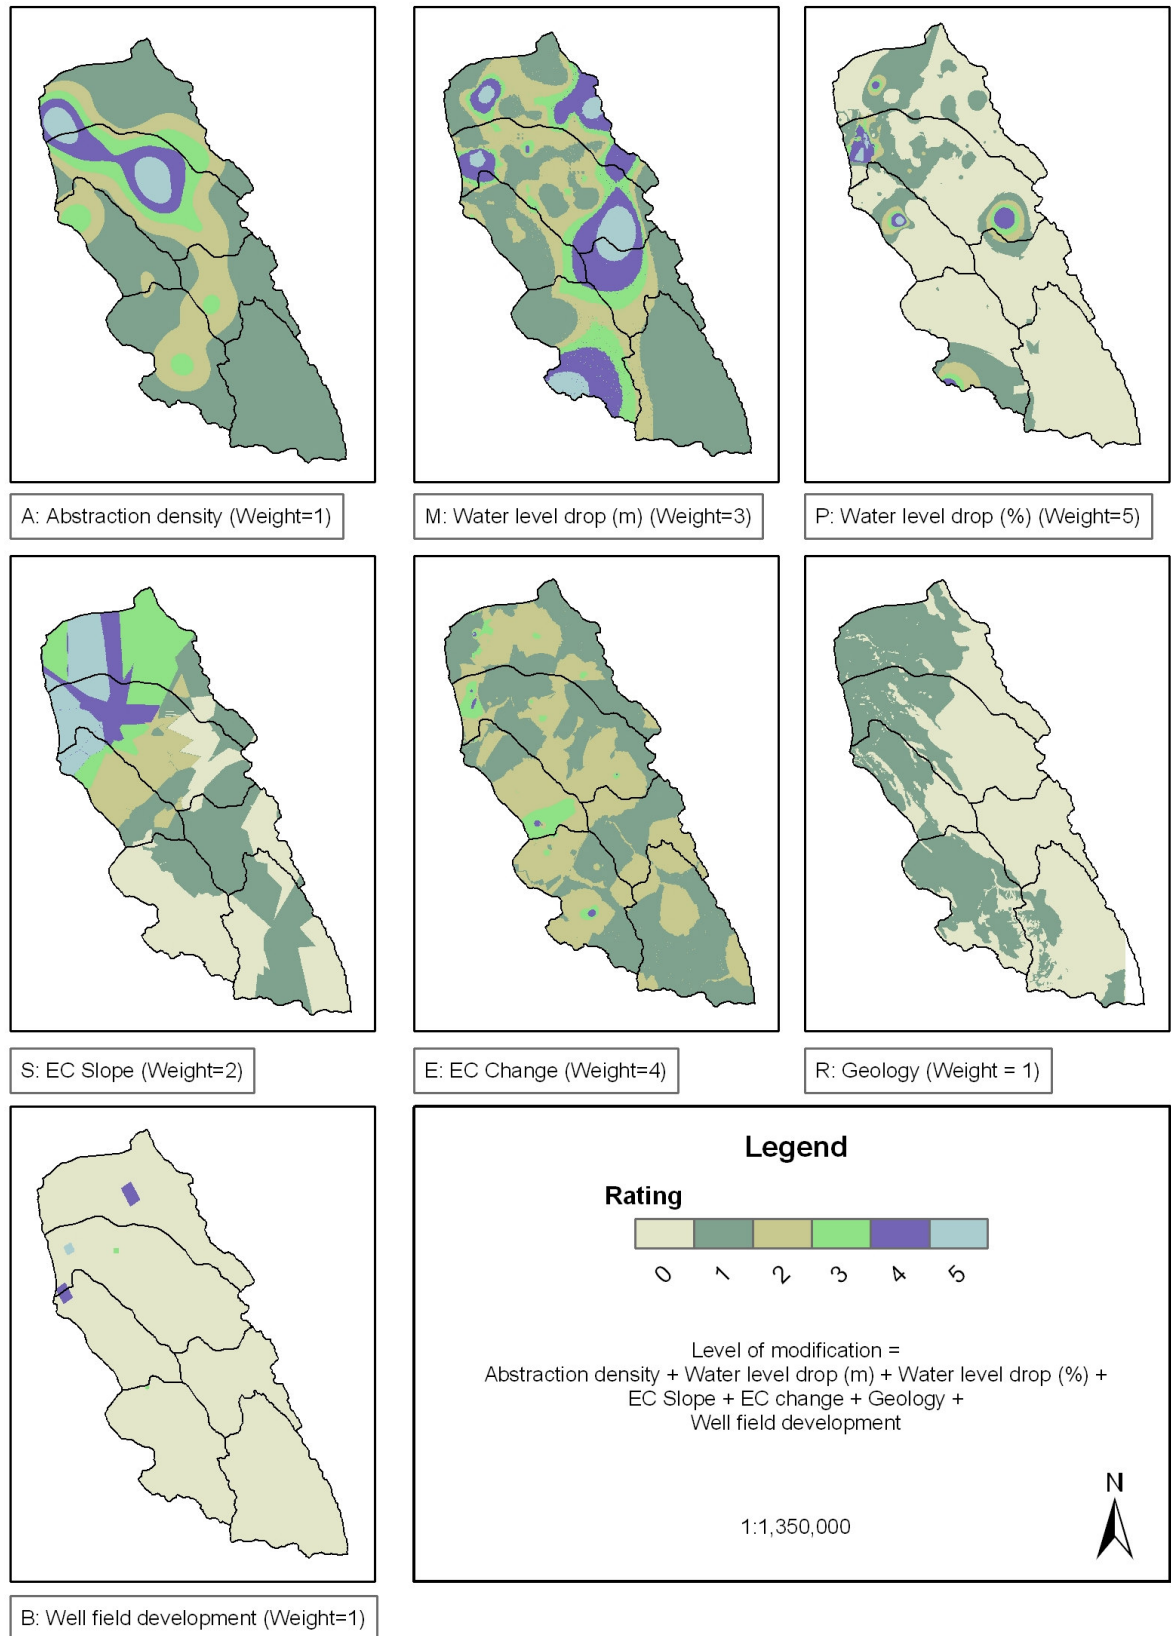 A: Abstraction density (Weight=1)
M: Water level drop (m) (Weight=3)
P: Water level drop (%) (Weight=5)
S: EC Slope (Weight=2)
E: EC Change (Weight=4)
R: Geology (Weight = 1)
B: Well field development (Weight=1)
Legend
Rating
0 1 2 3 4 5
Level of modification =
Abstraction density + Water level drop (m) + Water level drop (%) +
EC Slope + EC change + Geology +
Well field development
1:1,350,000
N